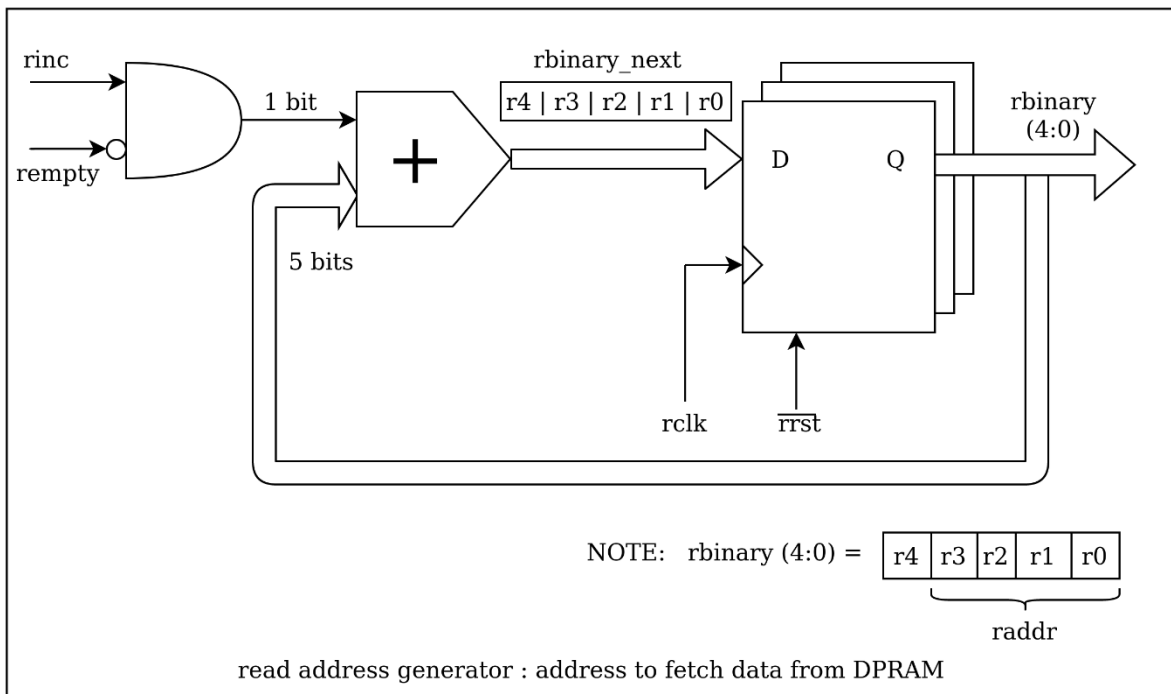 rinc
rempty
1 bit
5 bits
+
rbinary_next
r4 | r3 | r2 | r1 | r0
D
Q
rclk
rrst
rbinary
(4:0)
NOTE: rbinary (4:0) = r4 r3 r2 r1 r0
raddr
read address generator : address to fetch data from DPRAM